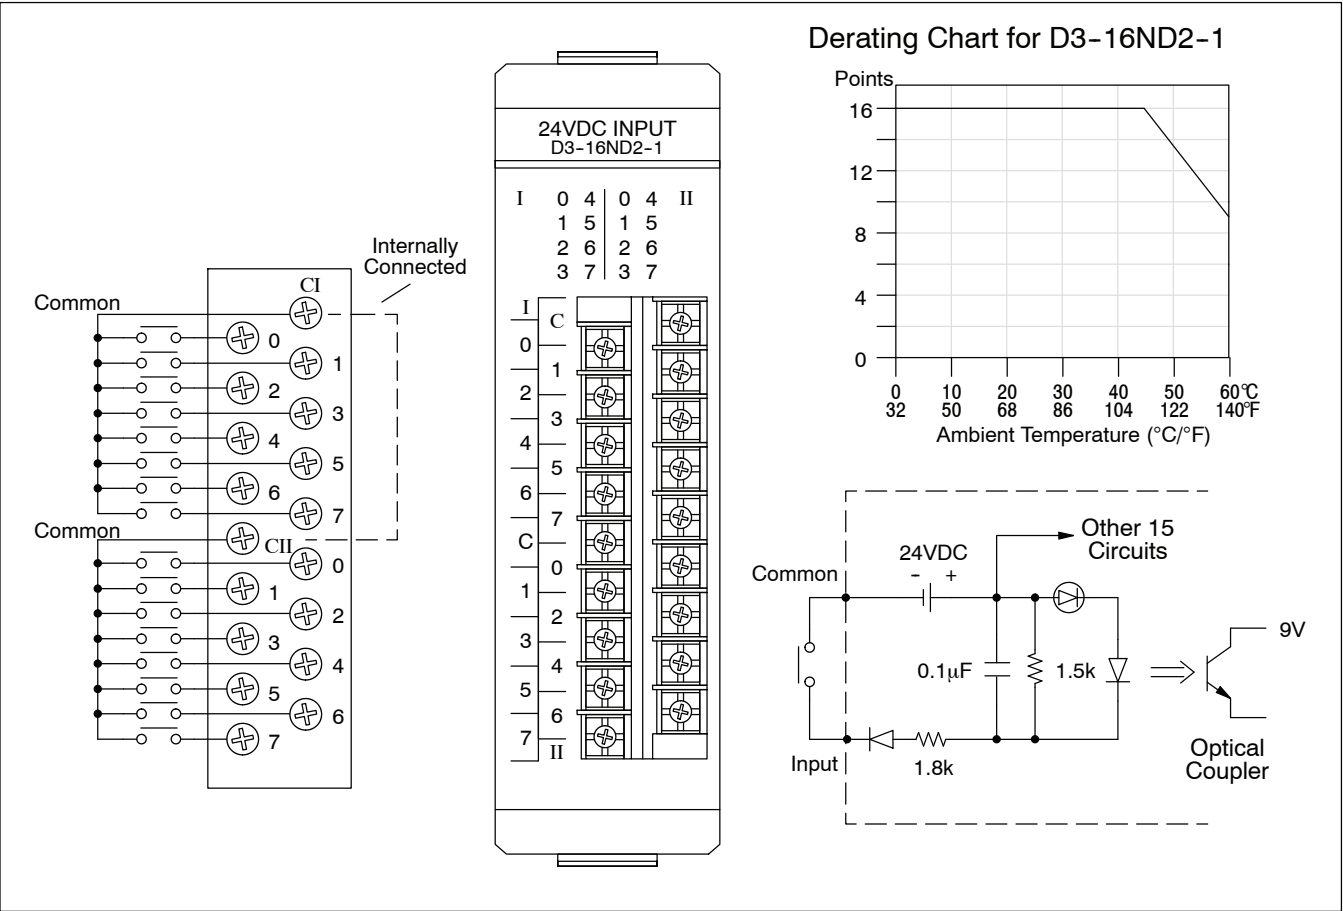 Derating Chart for D3-16ND2-1
Points
16
12
8
4
0
0 10 20 30 40 50 60°C
32 50 68 86 104 122 140°F
Ambient Temperature (°C/°F)
24VDC INPUT
D3-16ND2-1
I 0 4 0 4 II
1 5 1 5
2 6 2 6
3 7 3 7
I
C
0
1
2
3
4
5
6
7
C
0
1
2
3
4
5
6
7
II
Internally
Connected
Common
CI
0
1
2
3
4
5
6
7
Common
CII
0
1
2
3
4
5
6
7
Other 15
Circuits
24VDC
- +
Common
9V
0.1µF
1.5k
Input
1.8k
Optical
Coupler